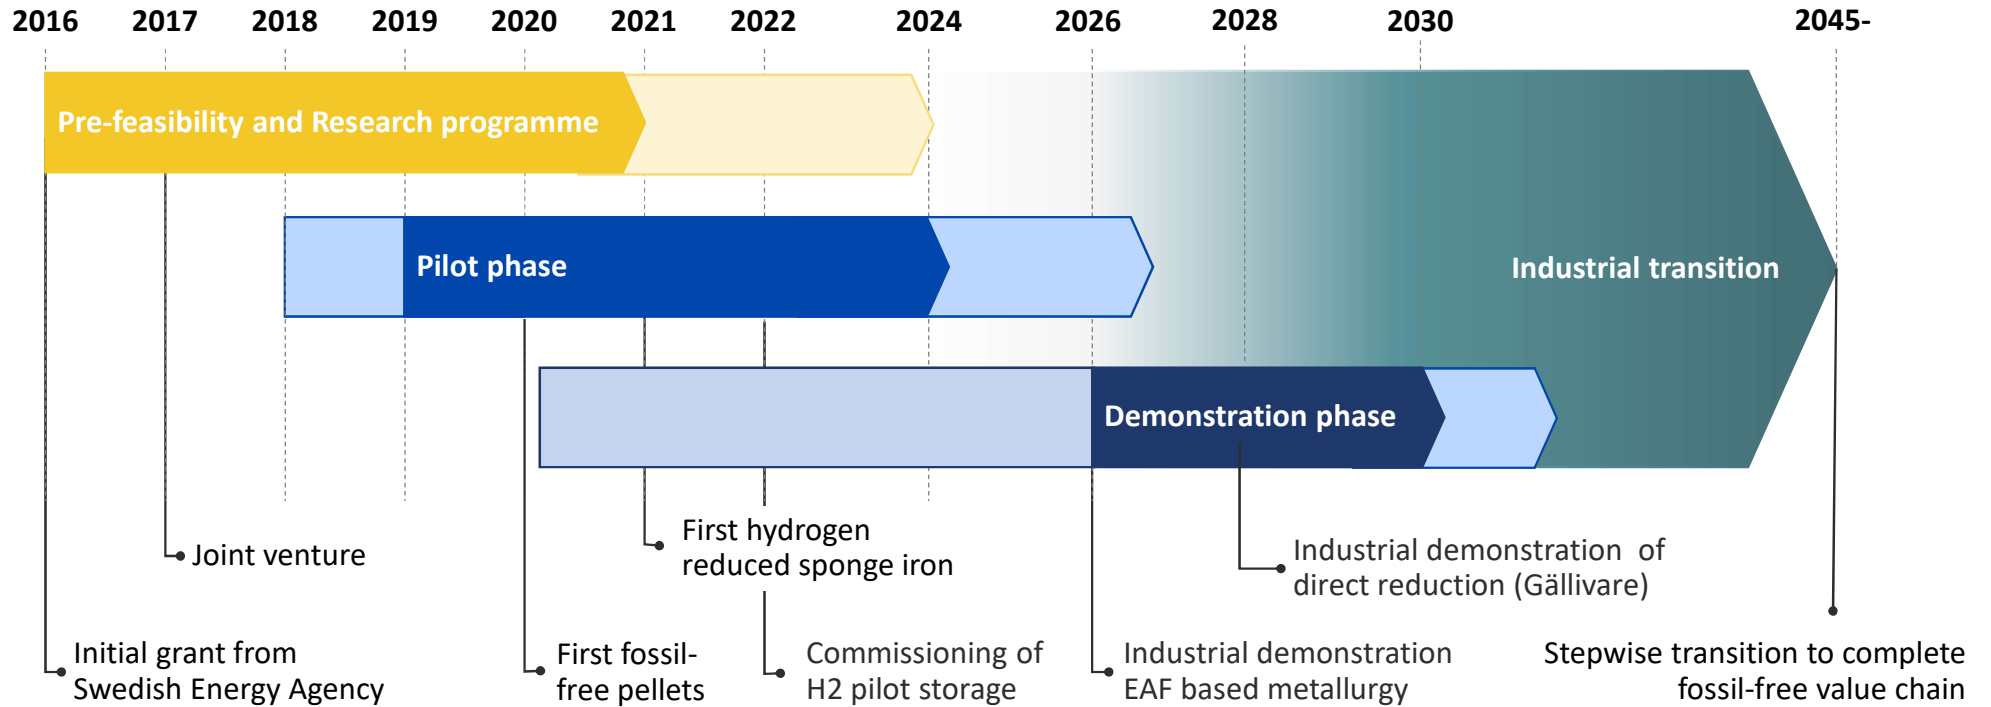 2016 2017 2018 2019 2020 2021 2022 2024 2026 2028 2030 2045-
Pre-feasibility and Research programme
Pilot phase
Industrial transition
Demonstration phase
First hydrogen
reduced sponge iron
Joint venture
Industrial demonstration of
direct reduction (Gällivare)
Initial grant from
Swedish Energy Agency
First fossil-
free pellets
Commissioning of
H2 pilot storage
Industrial demonstration
EAF based metallurgy
Stepwise transition to complete
fossil-free value chain